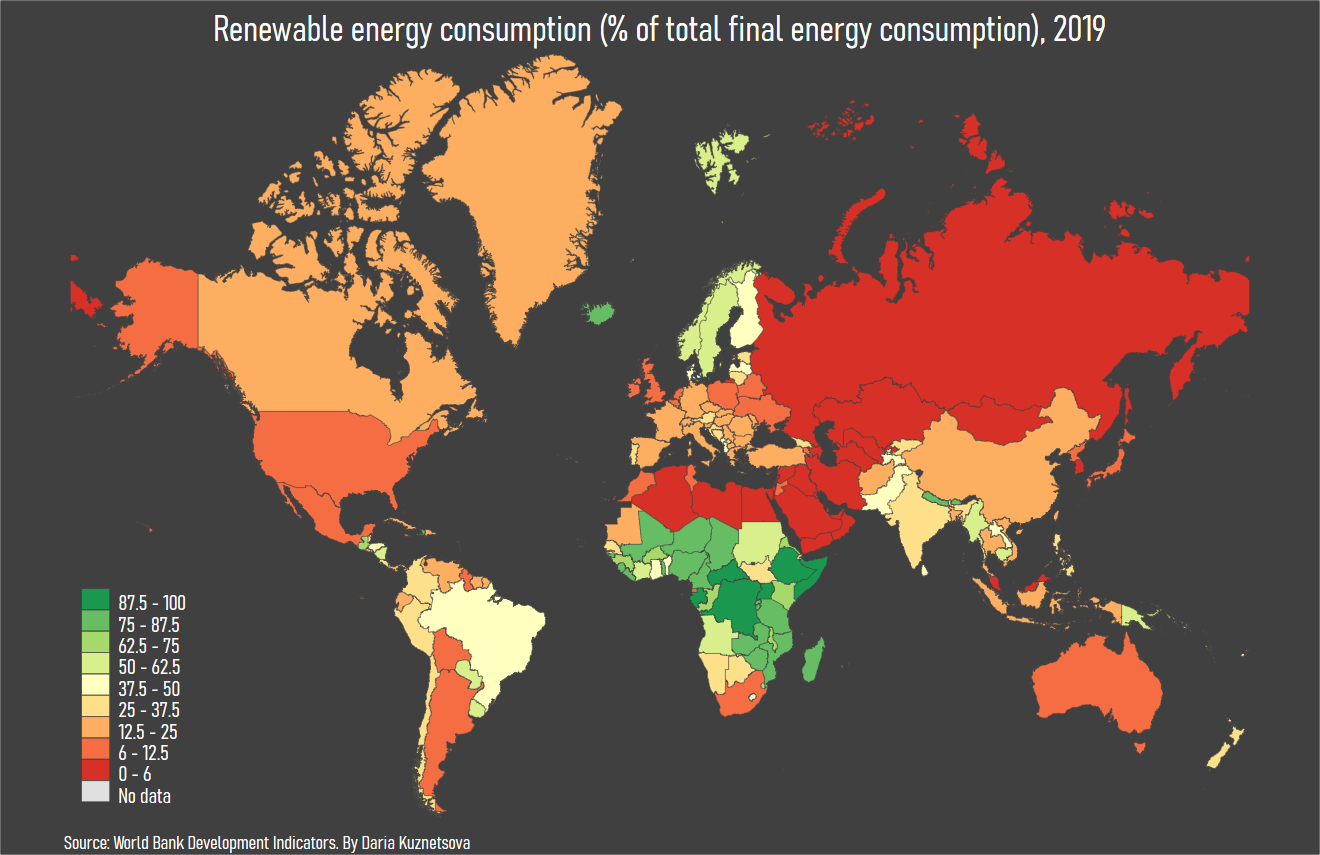 Renewable energy consumption (% of total final energy consumption), 2019
87.5 - 100
75 - 87.5
62.5 - 75
50 - 62.5
37.5 - 50
25 - 37.5
12.5 - 25
6 - 12.5
0 - 6
No data
Source: World Bank Development Indicators. By Daria Kuznetsova